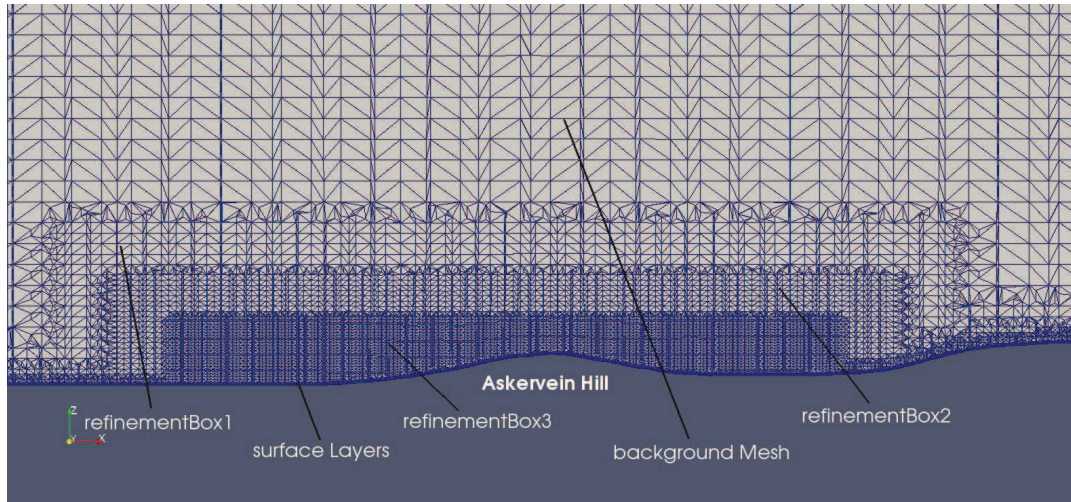 Askervein Hill
Z
Y
X
refinementBox1
refinementBox3
refinementBox2
surface Layers
background Mesh